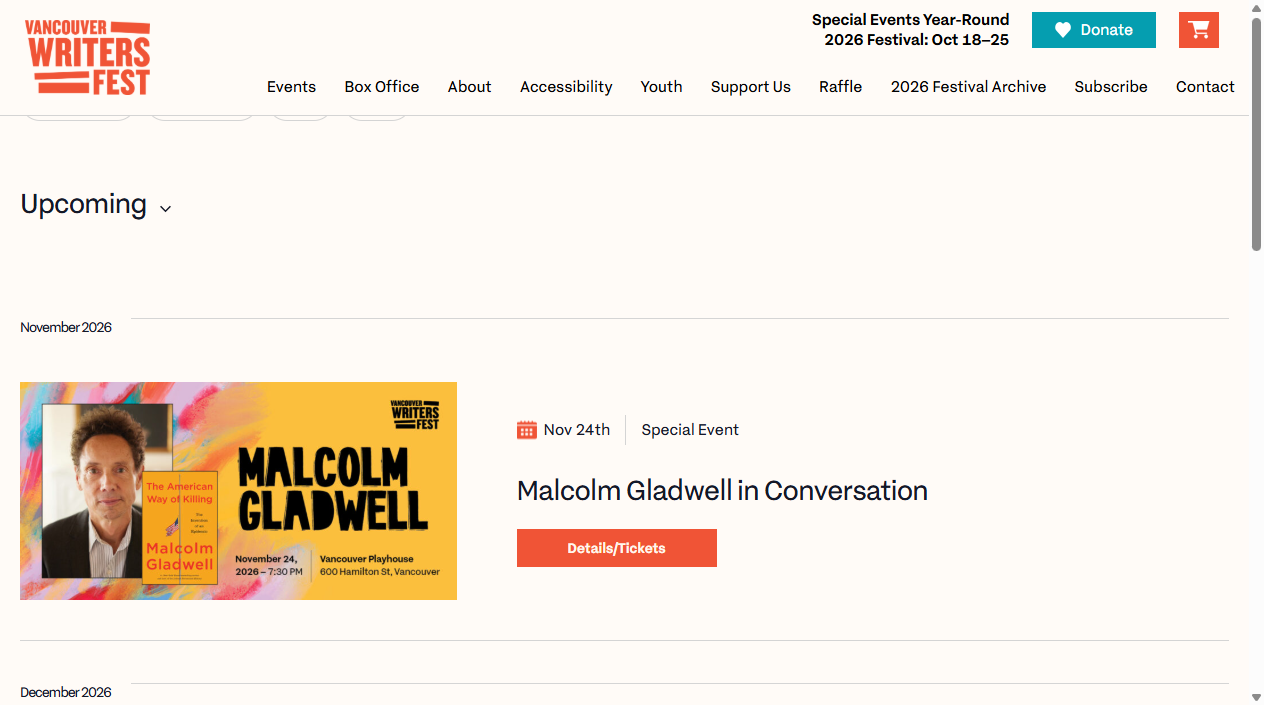 VANCOUVER
WRITERS
FEST
Special Events Year-Round
2026 Festival: Oct 18–25
Donate
Events
Box Office
About
Accessibility
Youth
Support Us
Raffle
2026 Festival Archive
Subscribe
Contact
Upcoming
November 2026
VANCOUVER
WRITERS
FEST
The American
Way of Killing
Malcolm
Gladwell
MALCOLM
GLADWELL
November 24,
2026 – 7:30 PM
Vancouver Playhouse
600 Hamilton St, Vancouver
Nov 24th
Special Event
Malcolm Gladwell in Conversation
Details/Tickets
December 2026